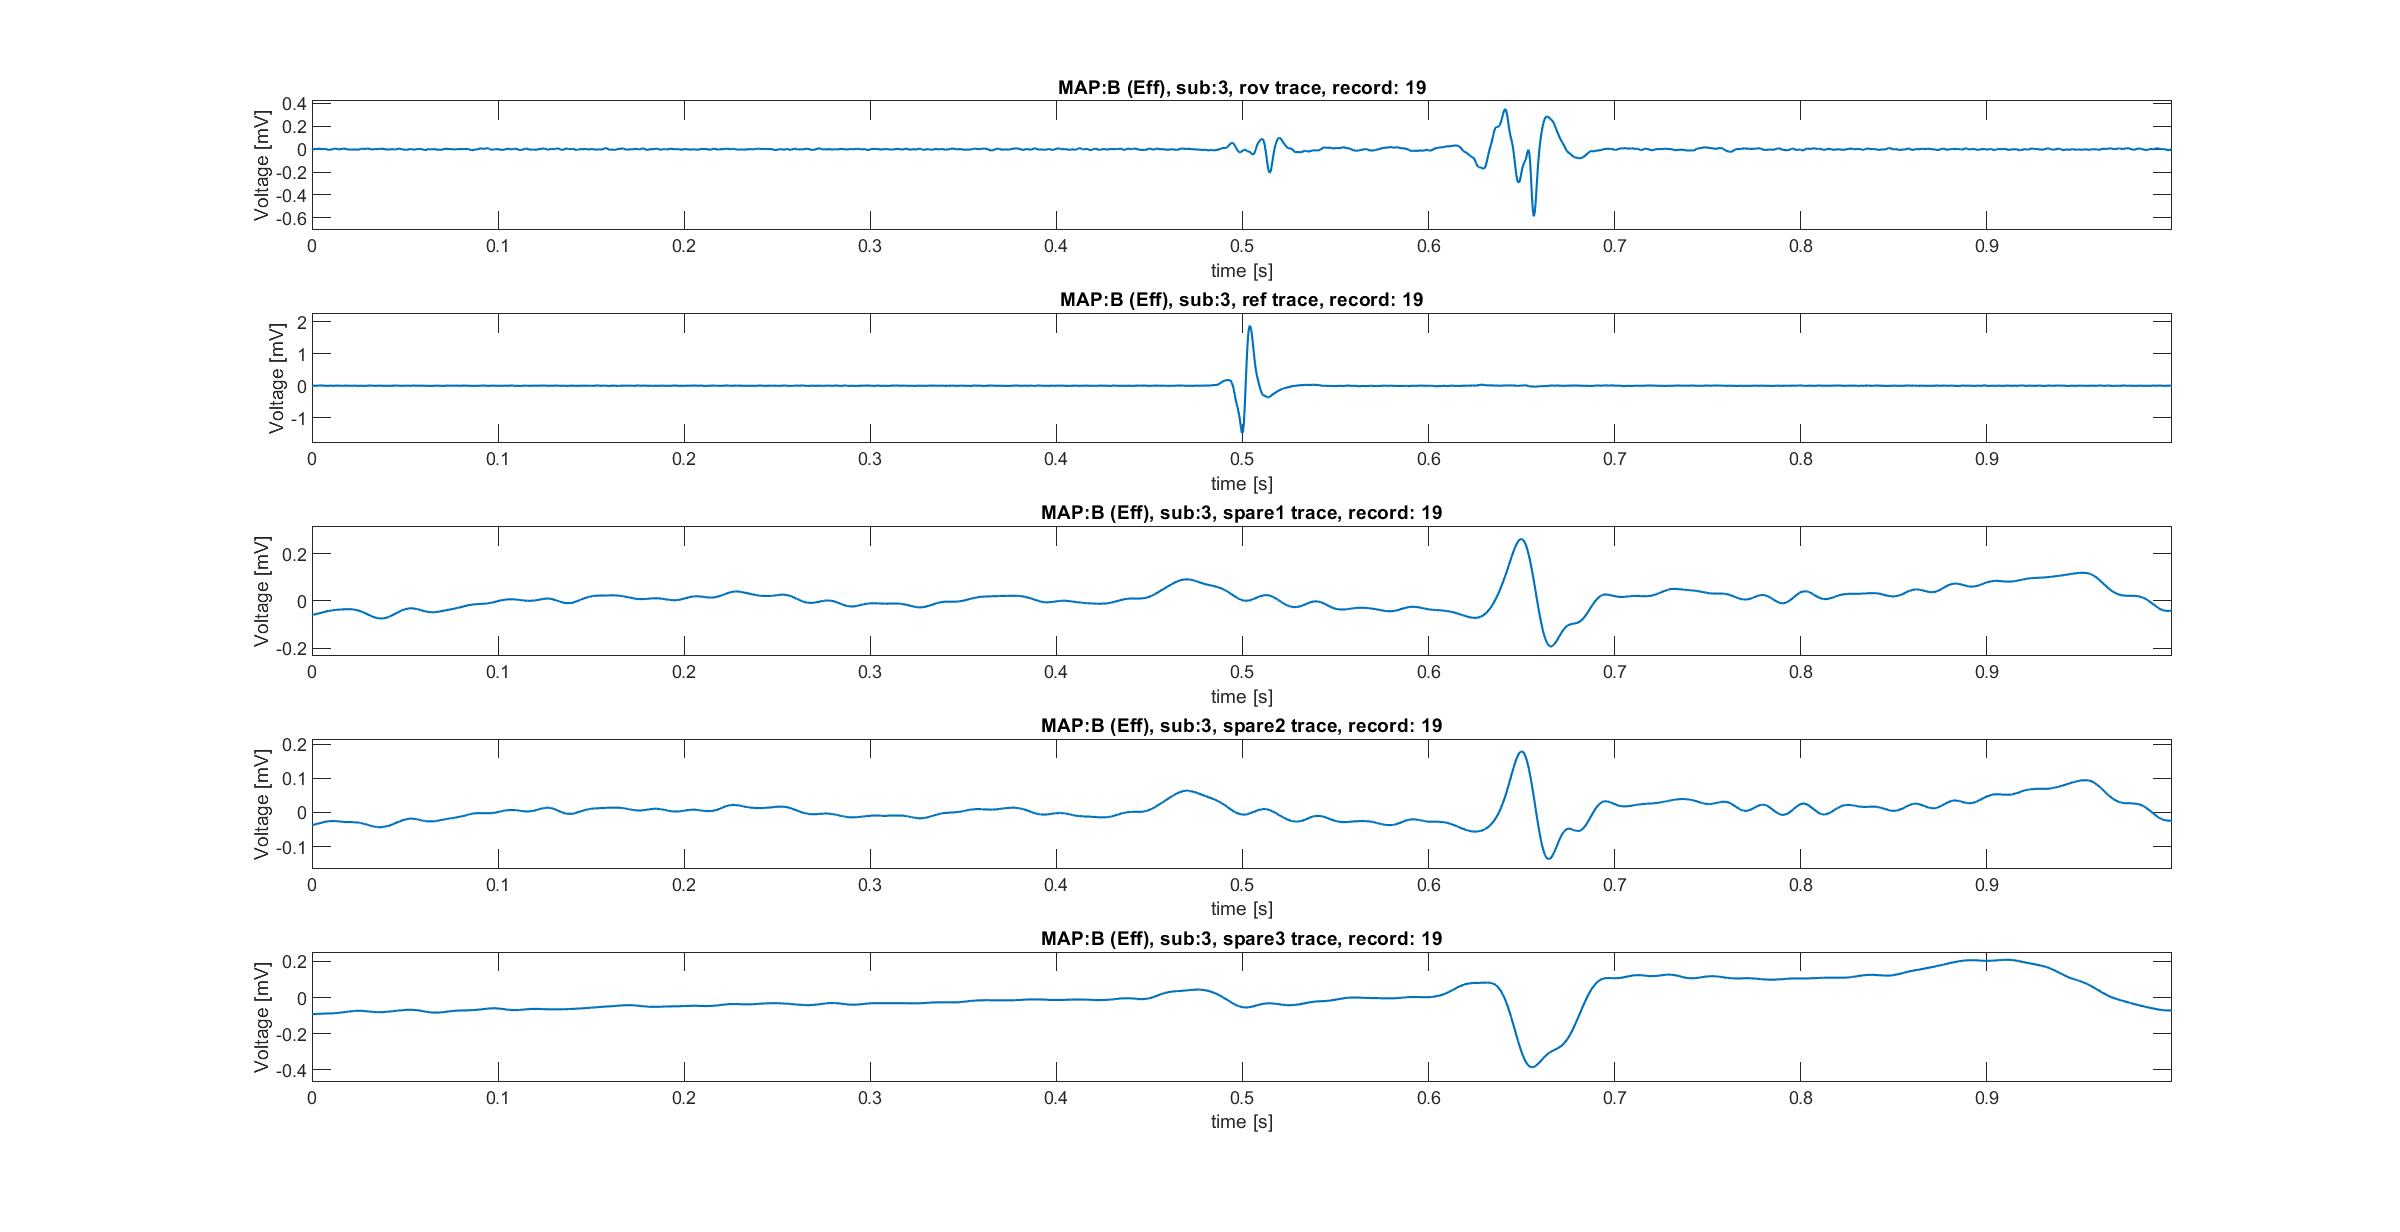 MAP:B (Eff), sub:3, rov trace, record: 19
Voltage [mV]
0.4
0.2
0
-0.2
-0.4
-0.6
0 0.1 0.2 0.3 0.4 0.5 0.6 0.7 0.8 0.9
time [s]
MAP:B (Eff), sub:3, ref trace, record: 19
Voltage [mV]
2
1
0
-1
0 0.1 0.2 0.3 0.4 0.5 0.6 0.7 0.8 0.9
time [s]
MAP:B (Eff), sub:3, spare1 trace, record: 19
Voltage [mV]
0.2
0
-0.2
0 0.1 0.2 0.3 0.4 0.5 0.6 0.7 0.8 0.9
time [s]
MAP:B (Eff), sub:3, spare2 trace, record: 19
Voltage [mV]
0.2
0.1
0
-0.1
0 0.1 0.2 0.3 0.4 0.5 0.6 0.7 0.8 0.9
time [s]
MAP:B (Eff), sub:3, spare3 trace, record: 19
Voltage [mV]
0.2
0
-0.2
-0.4
0 0.1 0.2 0.3 0.4 0.5 0.6 0.7 0.8 0.9
time [s]